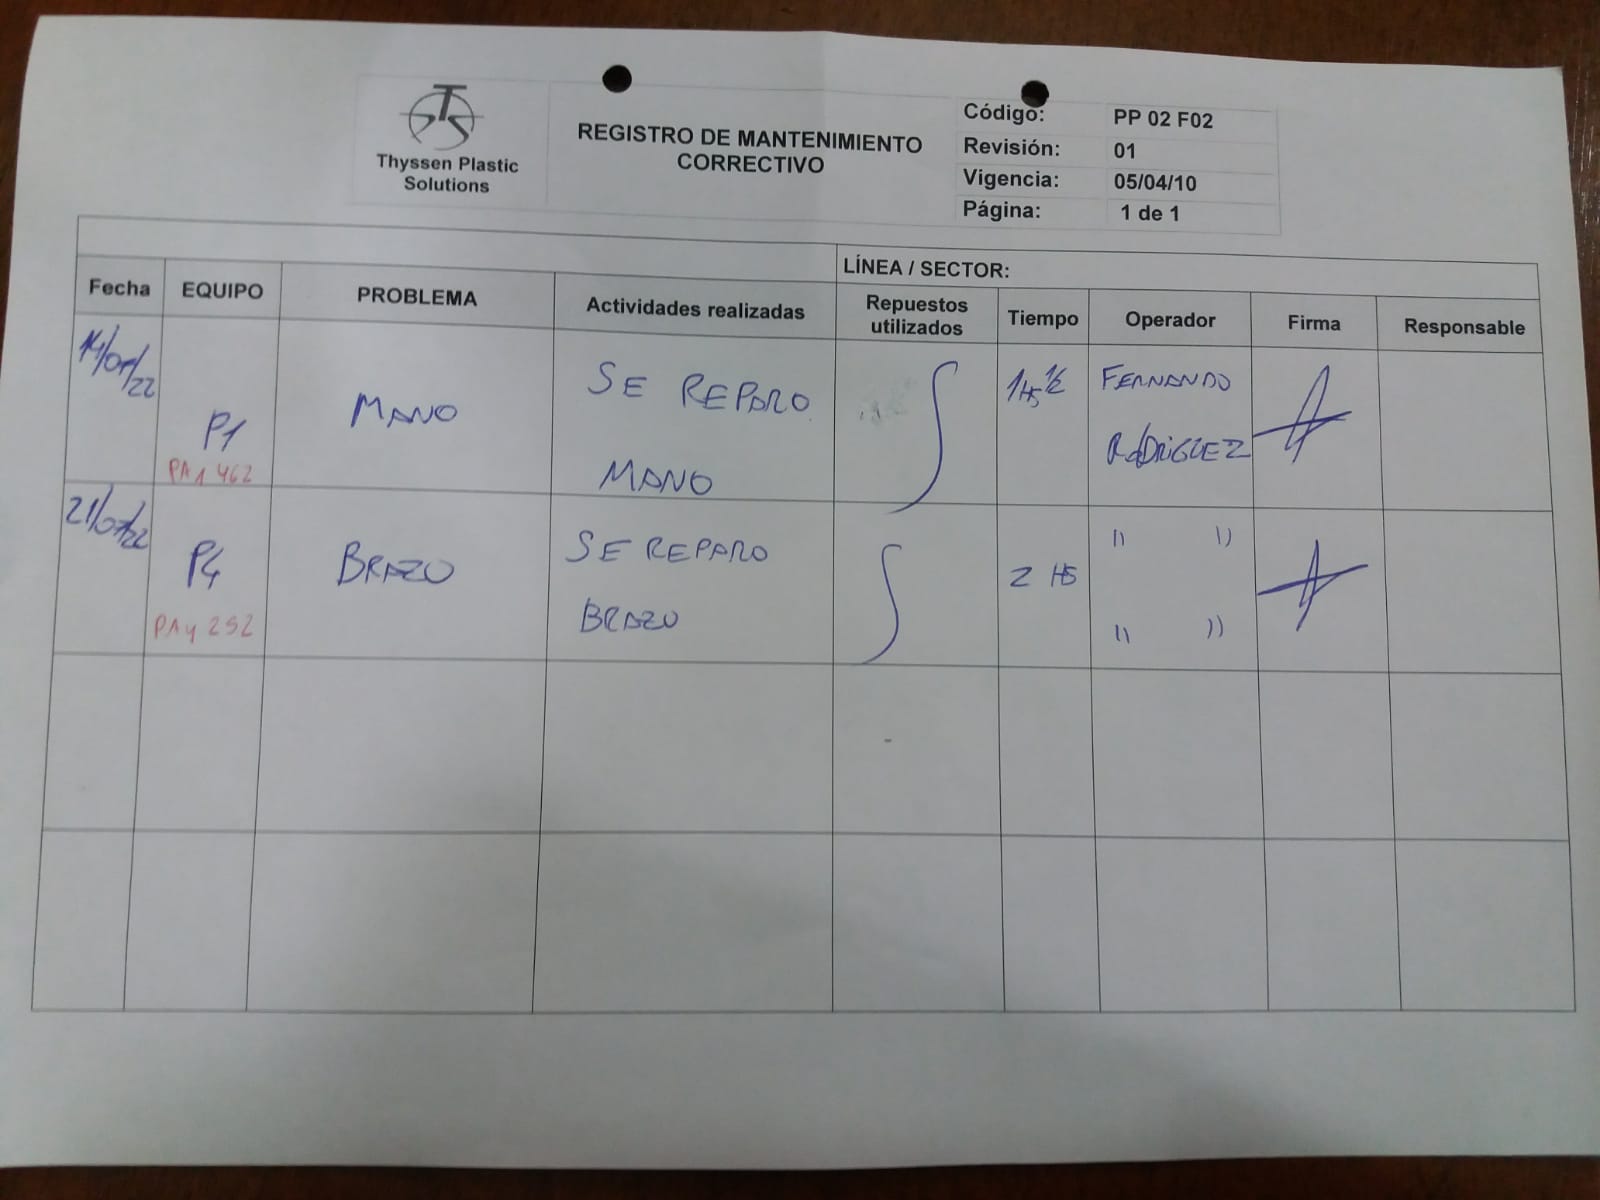 Thyssen Plastic
Solutions
REGISTRO DE MANTENIMIENTO
CORRECTIVO
Código: PP 02 F02
Revisión: 01
Vigencia: 05/04/10
Página: 1 de 1
LÍNEA / SECTOR:
Fecha EQUIPO PROBLEMA Actividades realizadas Repuestos utilizados Tiempo Operador Firma Responsable
14/07/22
P1
PA1 462
MANO
SE REPARO
MANO
1Hs 1/2
FERNANDO
RODRIGUEZ
21/07/22
P4
PA4 252
BRAZO
SE REPARO
BRAZO
2 HS
" "
" "